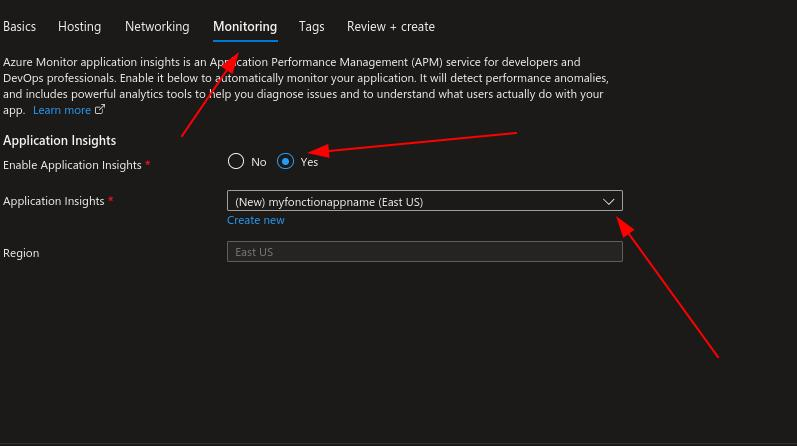 Basics Hosting Networking Monitoring Tags Review + create
Azure Monitor application insights is an Application Performance Management (APM) service for developers and
DevOps professionals. Enable it below to automatically monitor your application. It will detect performance anomalies,
and includes powerful analytics tools to help you diagnose issues and to understand what users actually do with your
app. Learn more
Application Insights
Enable Application Insights * No Yes
Application Insights * (New) myfonctionappname (East US)
Create new
Region East US